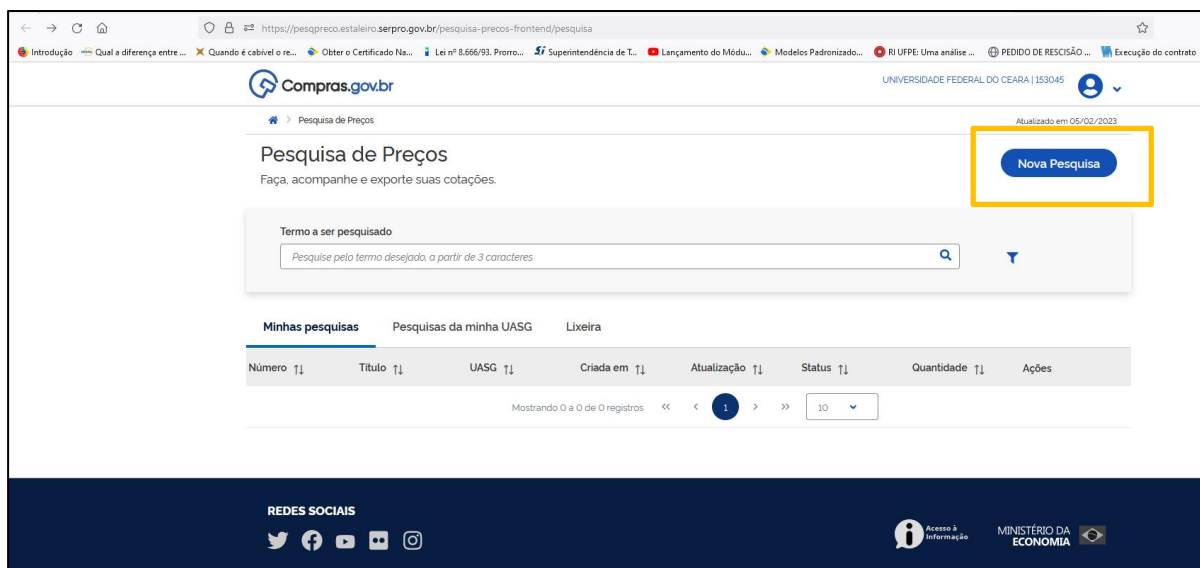 https://pesqpreco.estaleiro.serpro.gov.br/pesquisa-precos-frontend/pesquisa
Introdução Qual a diferença entre ... Quando é cabível o re... Obter o Certificado Na... Lei nº 8.666/93. Prorro... Superintendência de T... Lançamento do Módu... Modelos Padronizado... RI UFPE: Uma análise ... PEDIDO DE RESCISÃO ... Execução do contrato
Compras.gov.br
UNIVERSIDADE FEDERAL DO CEARA | 153045
> Pesquisa de Preços
Atualizado em 05/02/2023
Pesquisa de Preços
Nova Pesquisa
Faça, acompanhe e exporte suas cotações.
Termo a ser pesquisado
Pesquise pelo termo desejado, a partir de 3 caracteres
Minhas pesquisas Pesquisas da minha UASG Lixeira
Número Título UASG Criada em Atualização Status Quantidade Ações
Mostrando 0 a 0 de 0 registros << < 1 > >> 10
REDES SOCIAIS
Acesso à
Informação
MINISTÉRIO DA
ECONOMIA